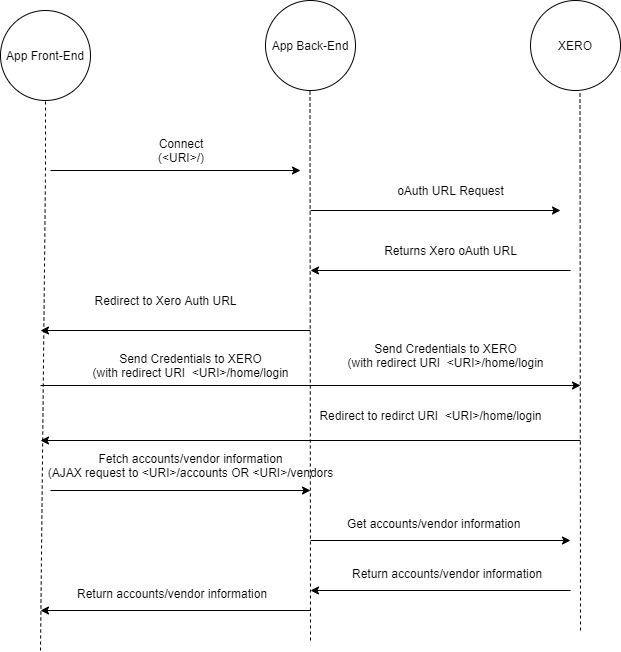 App Front-End
App Back-End
XERO
Connect
(<URI>/)
oAuth URL Request
Returns Xero oAuth URL
Redirect to Xero Auth URL
Send Credentials to XERO
(with redirect URI <URI>/home/login
Send Credentials to XERO
(with redirect URI <URI>/home/login
Redirect to redirct URI <URI>/home/login
Fetch accounts/vendor information
(AJAX request to <URI>/accounts OR <URI>/vendors
Get accounts/vendor information
Return accounts/vendor information
Return accounts/vendor information